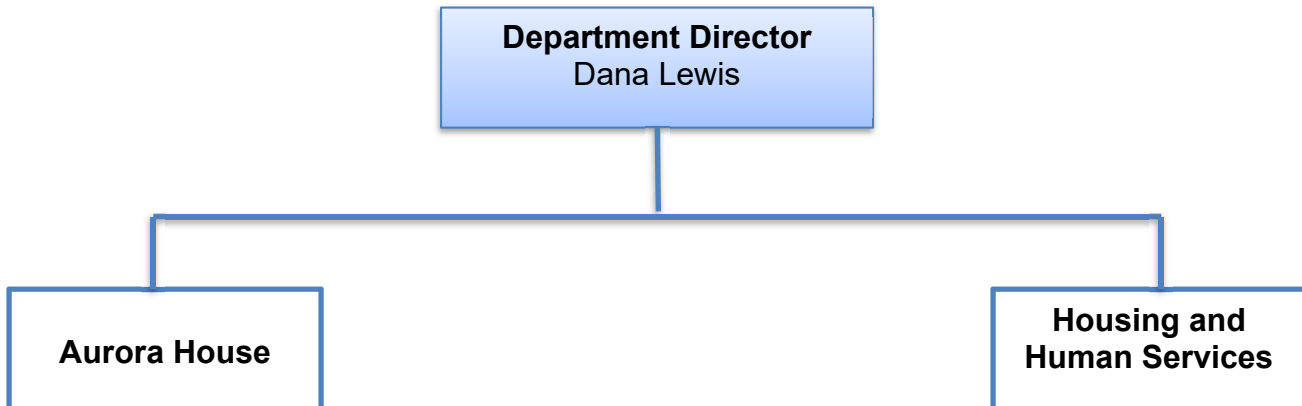 Department Director
Dana Lewis
Aurora House
Housing and
Human Services